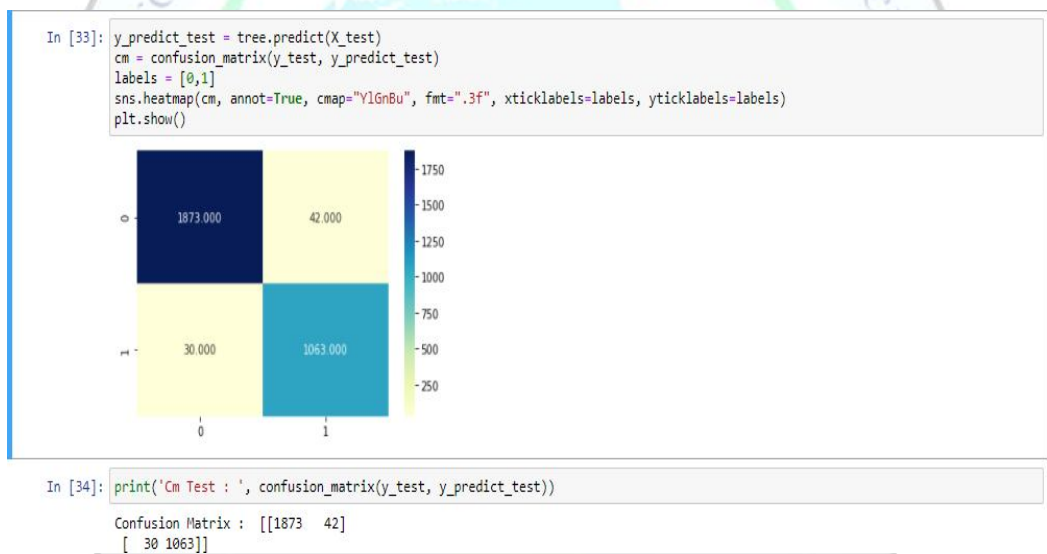 In [33]: y_predict_test = tree.predict(X_test)
cm = confusion_matrix(y_test, y_predict_test)
labels = [0,1]
sns.heatmap(cm, annot=True, cmap="YlGnBu", fmt=".3f", xticklabels=labels, yticklabels=labels)
plt.show()
1750
0 1873.000 42.000 1500
1250
1000
750
1 30.000 1063.000 500
250
0 1
In [34]: print('Cm Test : ', confusion_matrix(y_test, y_predict_test))
Confusion Matrix : [[1873 42]
[ 30 1063]]